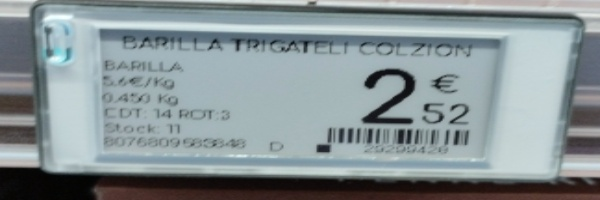 BARILLA TRIGATELI COLZION
BARILLA
5.6€/Kg
0.450 Kg
CDT: 14 ROT:3
Stock: 11
8076809583848 D
2 €
52
29299428